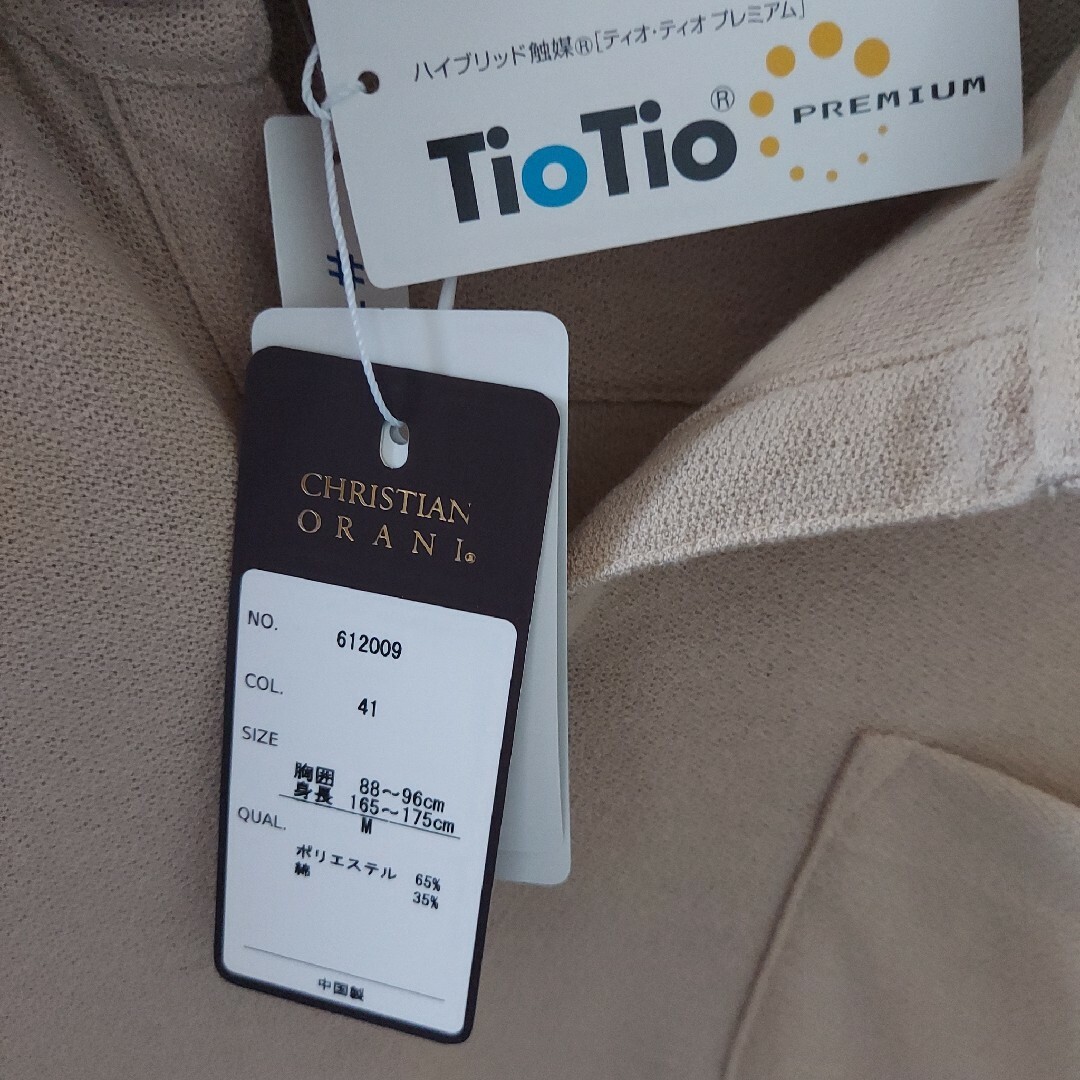 ハイブリッド触媒®[ティオ・ティオ プレミアム]
TioTio® PREMIUM
CHRISTIAN
ORANI®
NO. 612009
COL. 41
SIZE
胸囲 88～96cm
身長 165～175cm
M
QUAL.
ポリエステル 65%
綿 35%
中国製